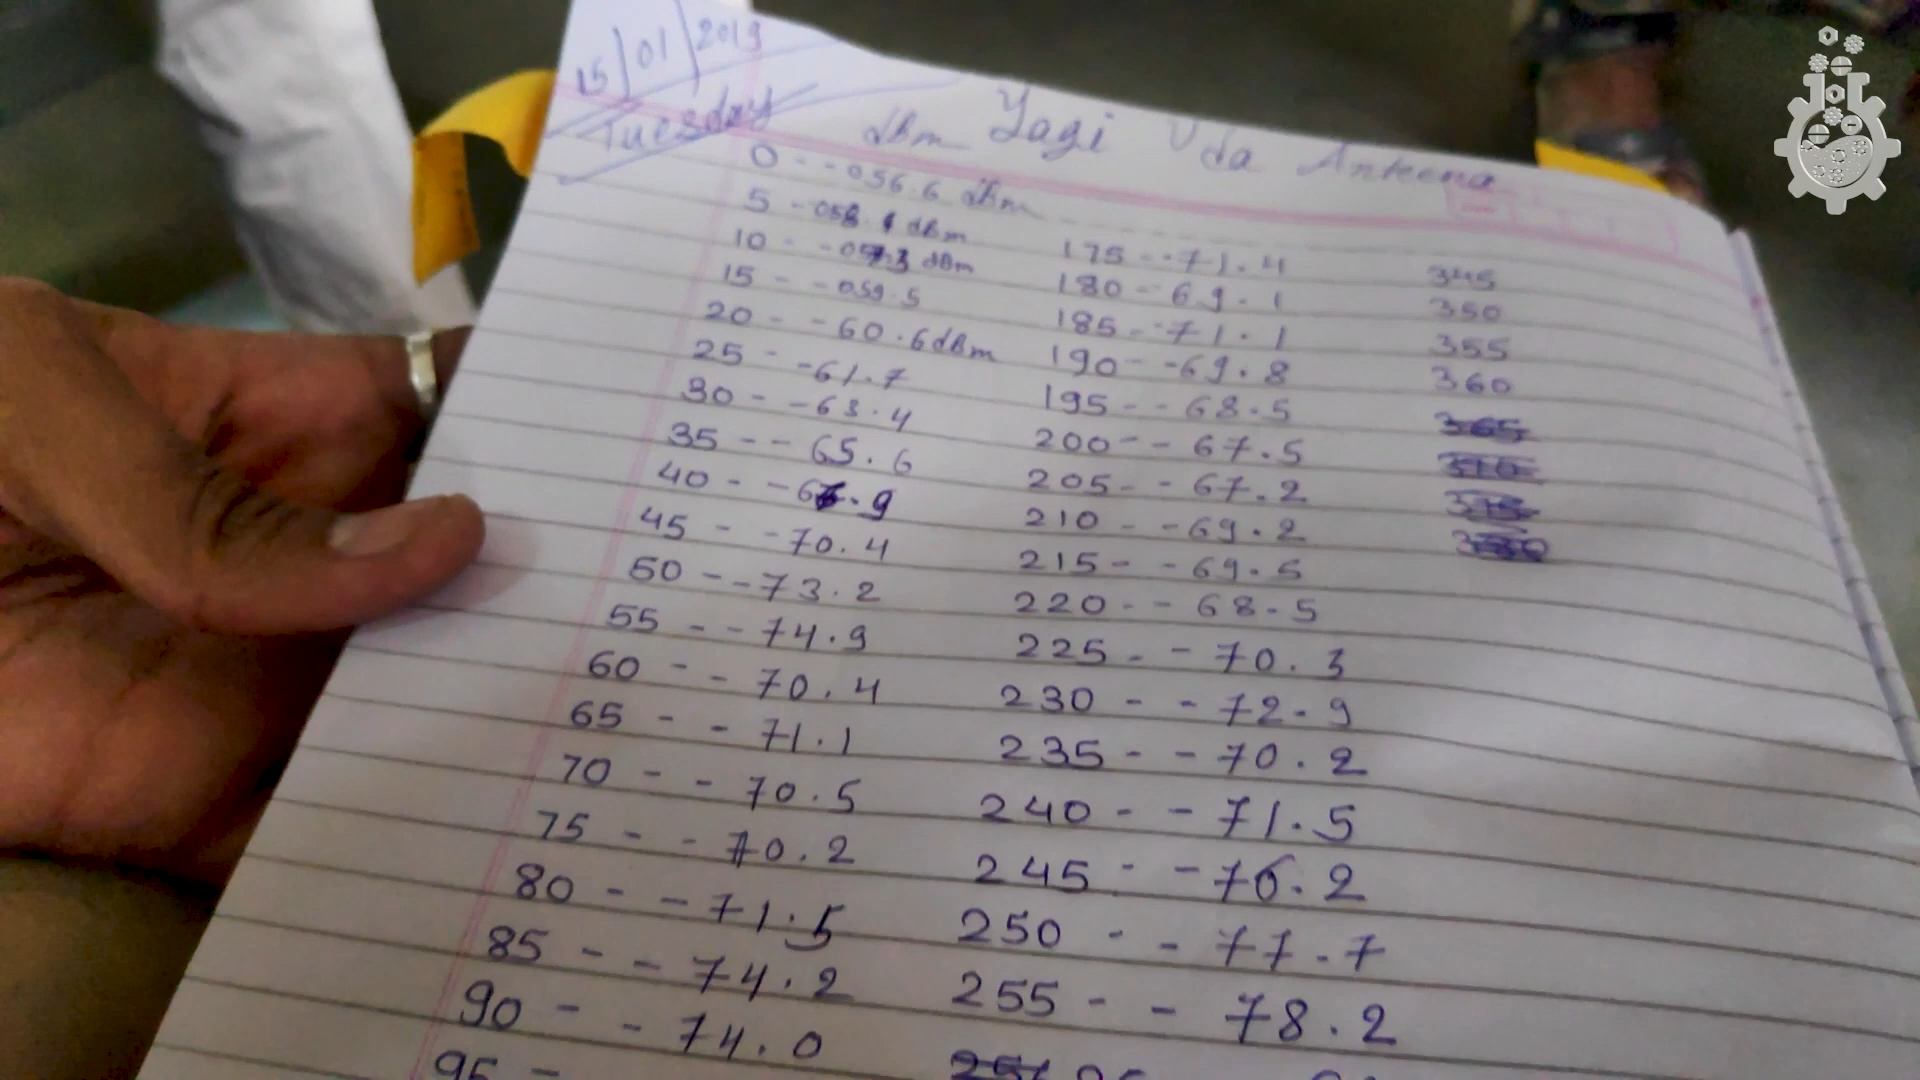 15/01/2019
Tuesday
dBm Yagi Uda Anteena
0 - -056.6 dBm
5 -058.1 dBm
10 - -057.3 dBm
15 - -059.5
20 - -60.6dBm
25 - -61.7
30 - -63.4
35 - -65.6
40 - -67.9
45 - -70.4
50 - -73.2
55 - -74.9
60 - -70.4
65 - -71.1
70 - -70.5
75 - -70.2
80 - -71.5
85 - -74.2
90 - -74.0
95 -
175 - -71.4
180 - 69.1
185 - -71.1
190 - -69.8
195 - -68.5
200 - -67.5
205 - -67.2
210 - -69.2
215 - -69.5
220 - -68.5
225 - -70.3
230 - -72.9
235 - -70.2
240 - -71.5
245 - -76.2
250 - -77.7
255 - -78.2
345
350
355
360
365